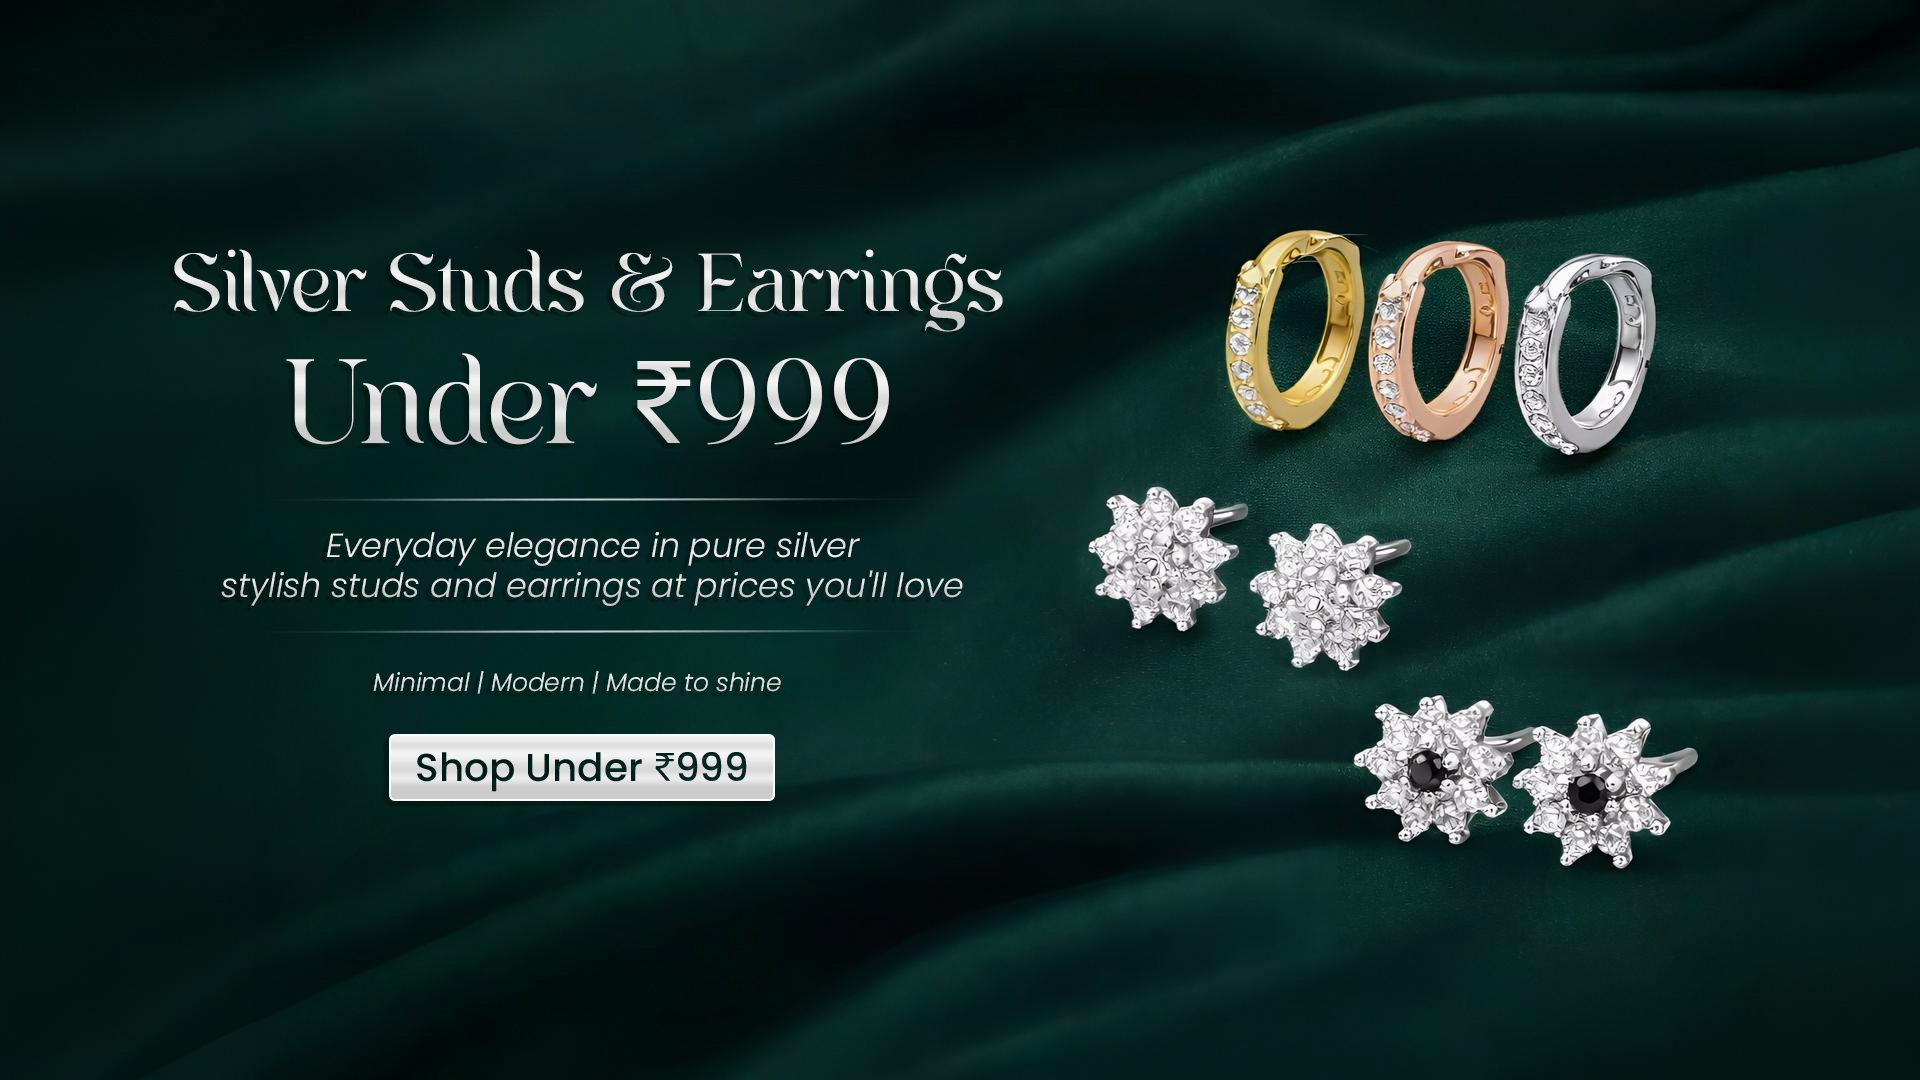 Silver Studs & Earrings
Under ₹999
Everyday elegance in pure silver
stylish studs and earrings at prices you'll love
Minimal | Modern | Made to shine
Shop Under ₹999